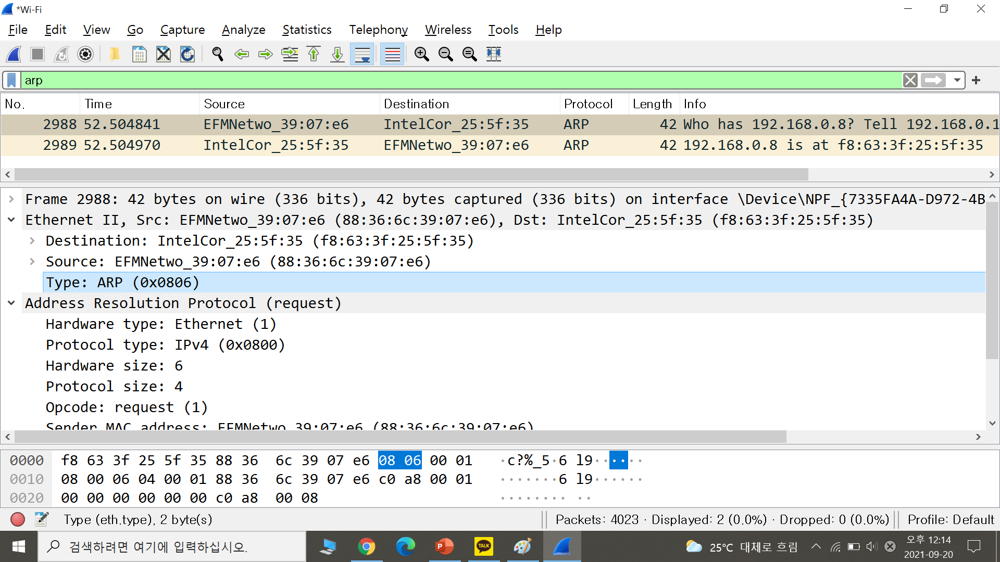 *Wi-Fi
File Edit View Go Capture Analyze Statistics Telephony Wireless Tools Help
arp
No. Time Source Destination Protocol Length Info
2988 52.504841 EFMNetwo_39:07:e6 IntelCor_25:5f:35 ARP 42 Who has 192.168.0.8? Tell 192.168.0.1
2989 52.504970 IntelCor_25:5f:35 EFMNetwo_39:07:e6 ARP 42 192.168.0.8 is at f8:63:3f:25:5f:35
Frame 2988: 42 bytes on wire (336 bits), 42 bytes captured (336 bits) on interface \Device\NPF_{7335FA4A-D972-4B
Ethernet II, Src: EFMNetwo_39:07:e6 (88:36:6c:39:07:e6), Dst: IntelCor_25:5f:35 (f8:63:3f:25:5f:35)
Destination: IntelCor_25:5f:35 (f8:63:3f:25:5f:35)
Source: EFMNetwo_39:07:e6 (88:36:6c:39:07:e6)
Type: ARP (0x0806)
Address Resolution Protocol (request)
Hardware type: Ethernet (1)
Protocol type: IPv4 (0x0800)
Hardware size: 6
Protocol size: 4
Opcode: request (1)
Sender MAC address: EFMNetwo_39:07:e6 (88:36:6c:39:07:e6)
0000 f8 63 3f 25 5f 35 88 36 6c 39 07 e6 08 06 00 01 ·c?%_5·6 l9······
0010 08 00 06 04 00 01 88 36 6c 39 07 e6 c0 a8 00 01 ·······6 l9······
0020 00 00 00 00 00 00 c0 a8 00 08 ········ ··
Type (eth.type), 2 byte(s) Packets: 4023 · Displayed: 2 (0.0%) · Dropped: 0 (0.0%) Profile: Default
검색하려면 여기에 입력하십시오.
TALK
25°C 대체로 흐림
오후 12:14
2021-09-20